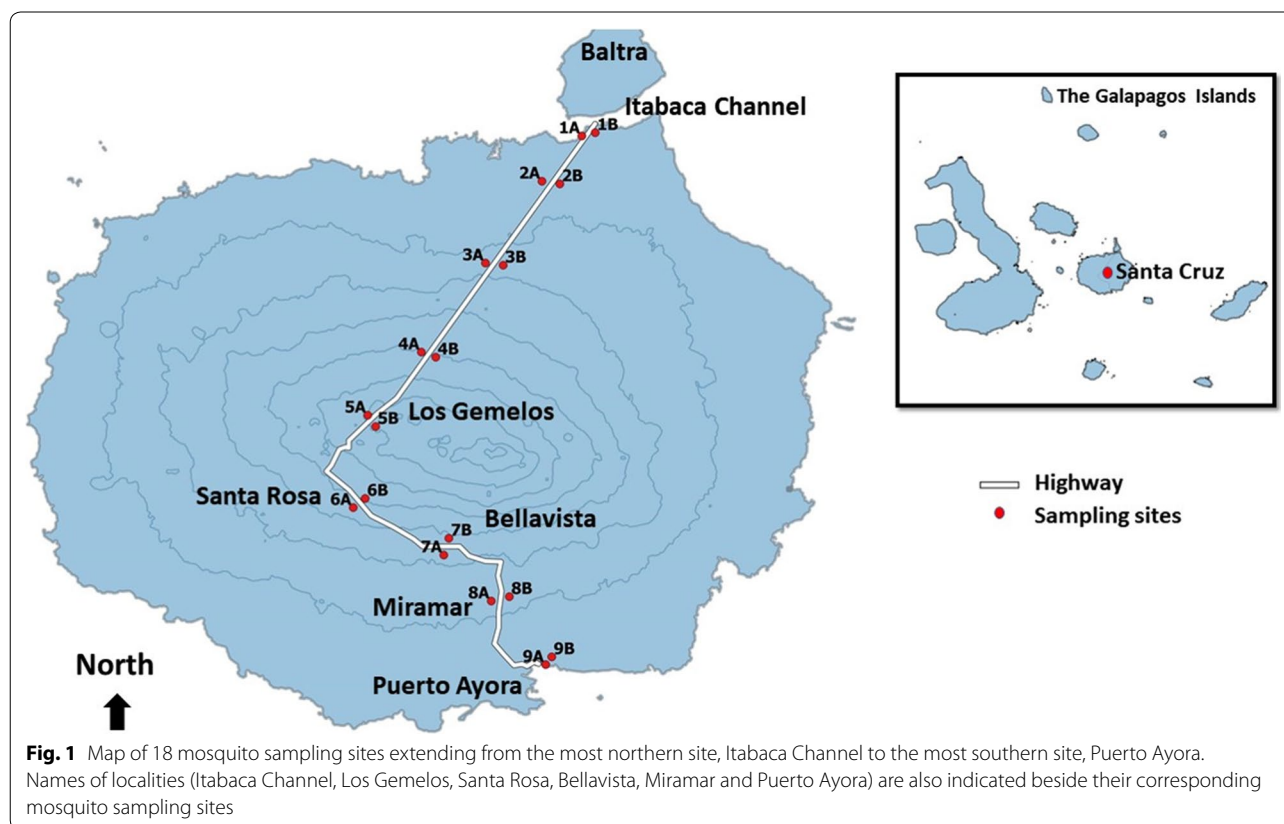 Baltra
Itabaca Channel
1A
1B
2A
2B
3A
3B
4A
4B
5A
Los Gemelos
5B
Santa Rosa
6B
6A
Bellavista
7B
7A
8A
8B
Miramar
9B
9A
Puerto Ayora
North
The Galapagos Islands
Santa Cruz
Highway
Sampling sites
Fig. 1 Map of 18 mosquito sampling sites extending from the most northern site, Itabaca Channel to the most southern site, Puerto Ayora.
Names of localities (Itabaca Channel, Los Gemelos, Santa Rosa, Bellavista, Miramar and Puerto Ayora) are also indicated beside their corresponding
mosquito sampling sites